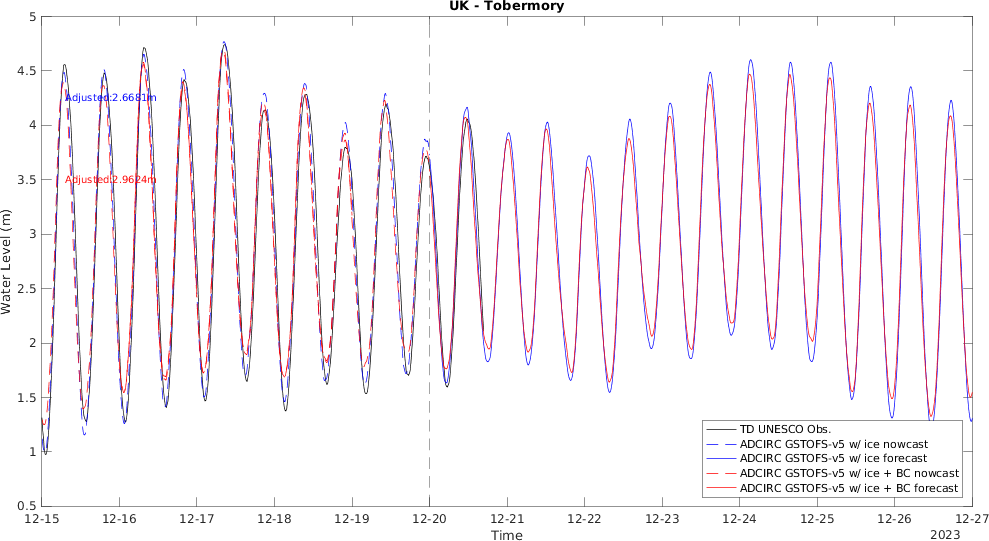 UK - Tobermory
5
4.5
4
3.5
3
2.5
2
1.5
1
0.5
Water Level (m)
Adjusted:2.6681m
Adjusted:2.9624m
TD UNESCO Obs.
ADCIRC GSTOFS-v5 w/ ice nowcast
ADCIRC GSTOFS-v5 w/ ice forecast
ADCIRC GSTOFS-v5 w/ ice + BC nowcast
ADCIRC GSTOFS-v5 w/ ice + BC forecast
12-15 12-16 12-17 12-18 12-19 12-20 12-21 12-22 12-23 12-24 12-25 12-26 12-27
Time
2023